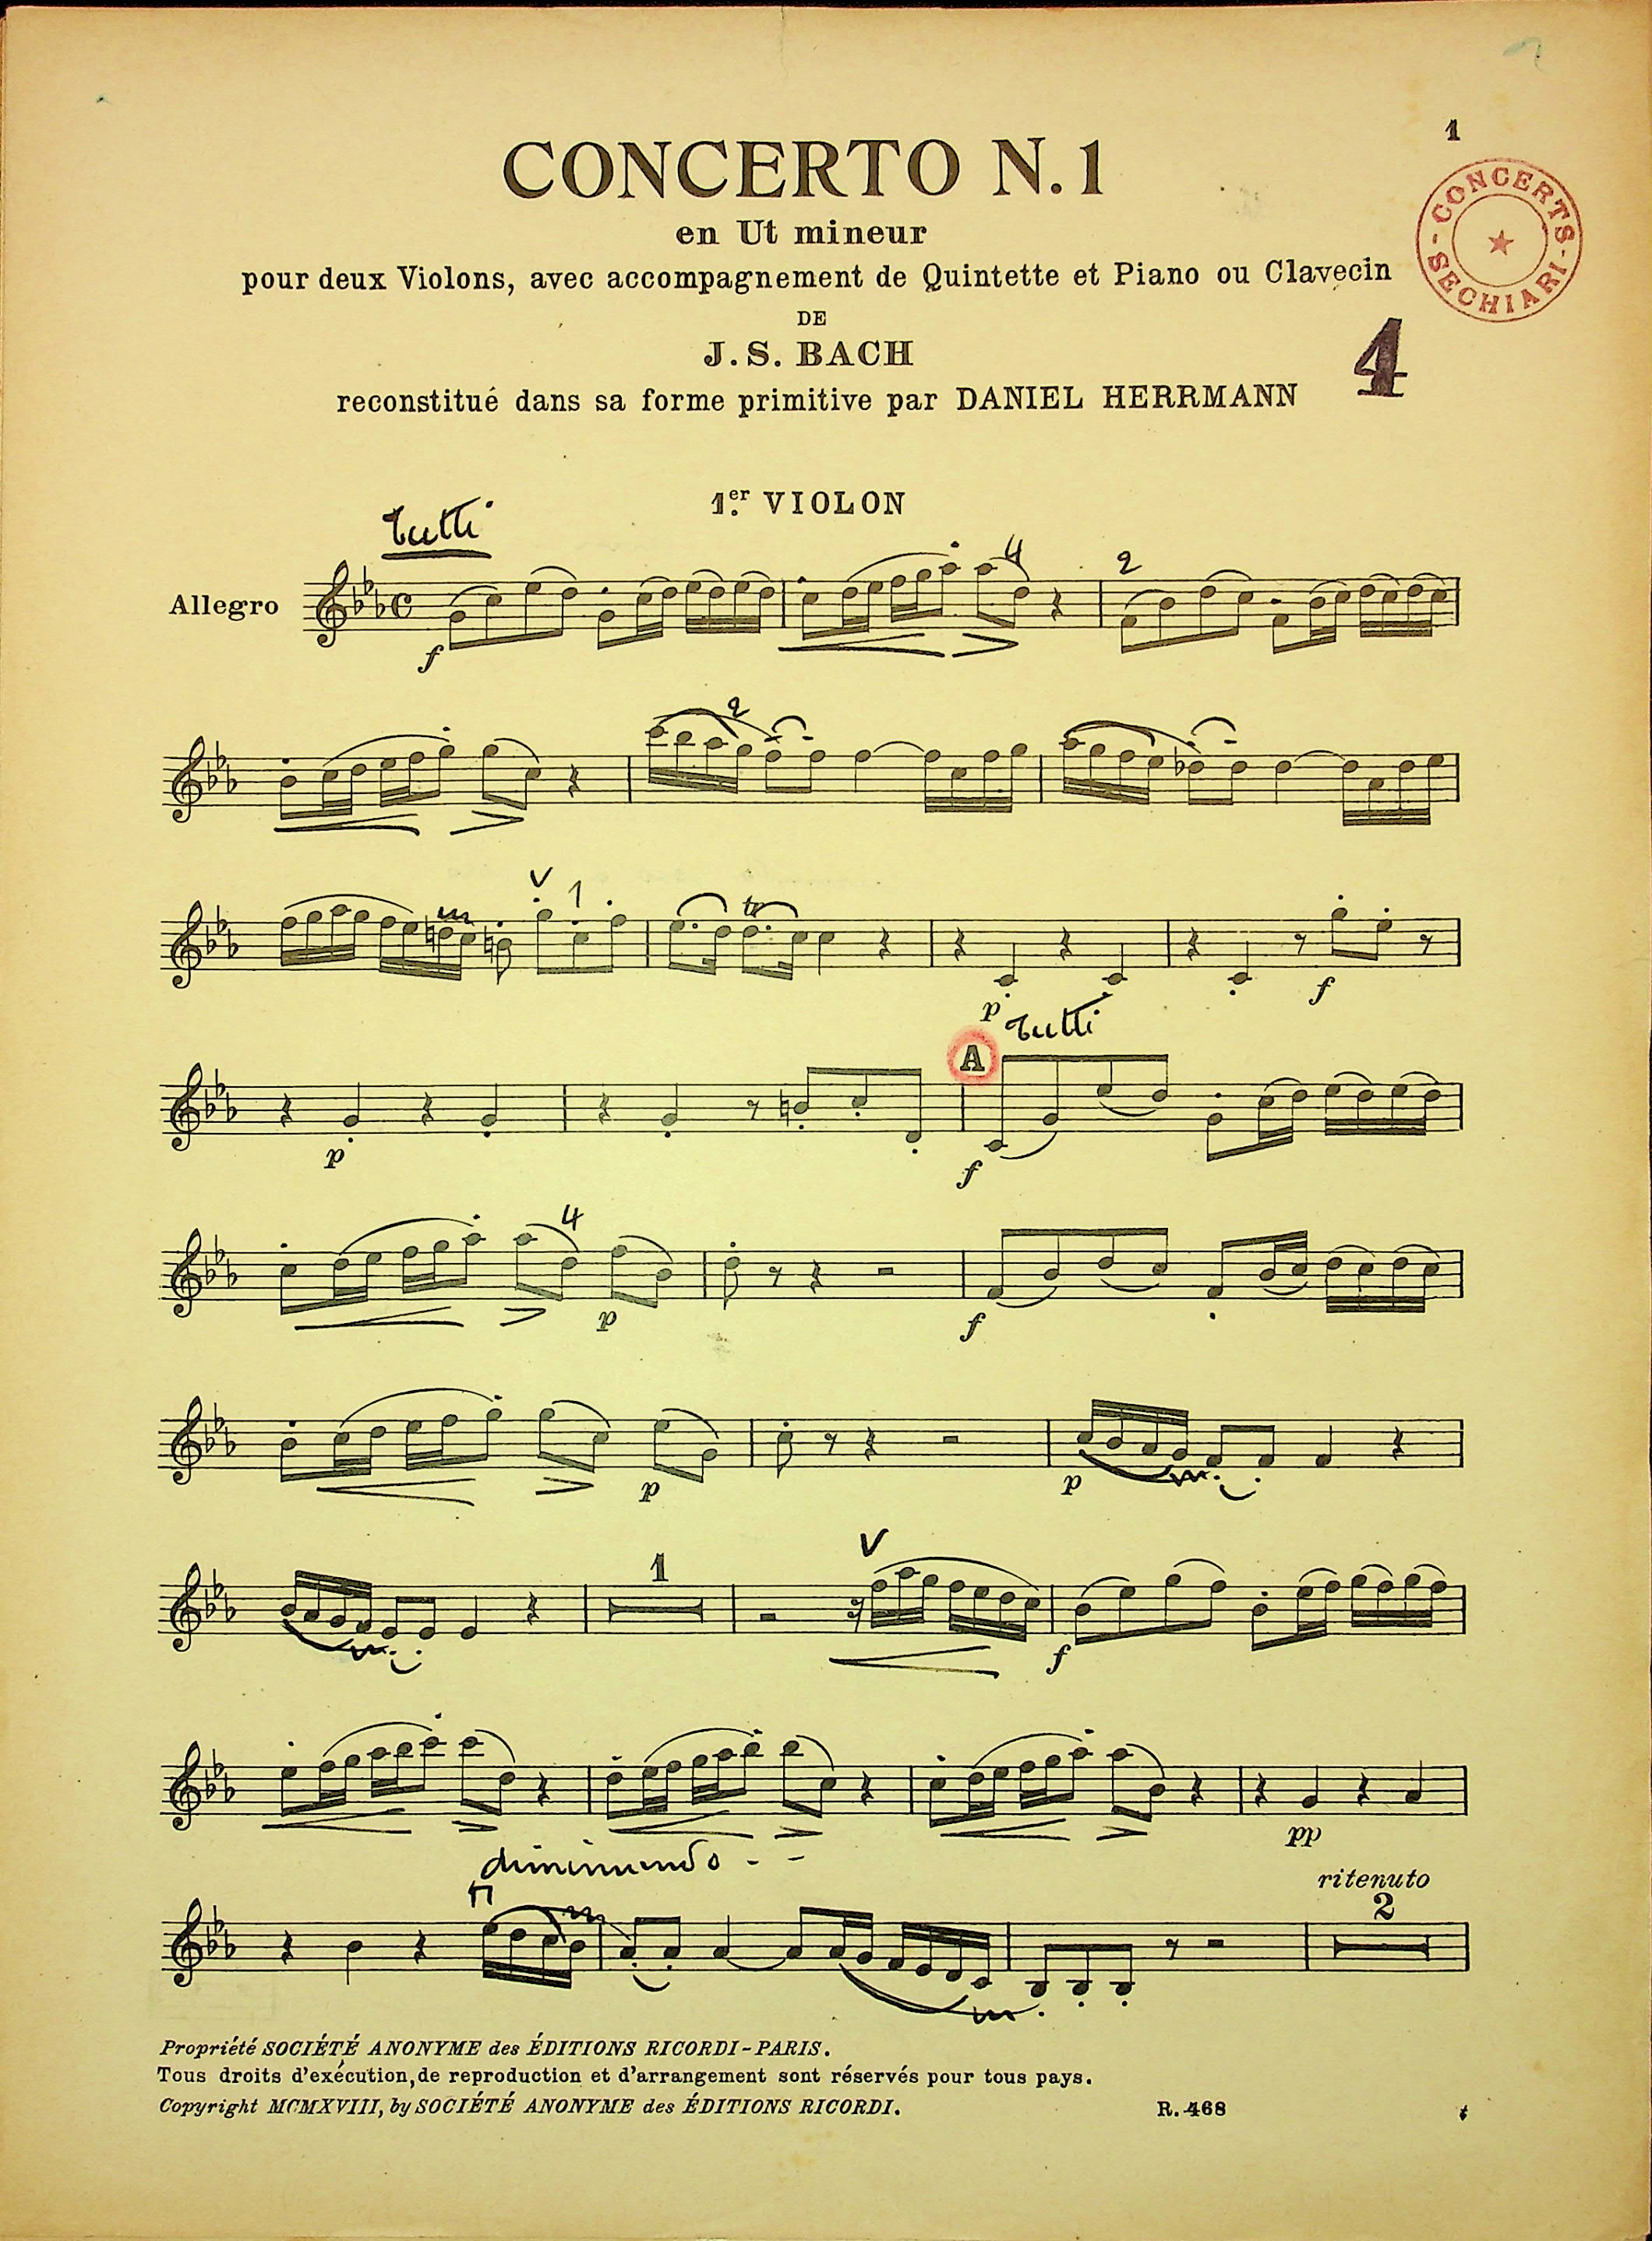 1
CONCERTO N. 1
en Ut mineur
pour deux Violons, avec accompagnement de Quintette et Piano ou Clavecin
DE
J. S. BACH
reconstitué dans sa forme primitive par DANIEL HERRMANN
- CONCERTS - SECHIARI
4
1.er VIOLON
Tutti
4
2
Allegro
f
2
V
1
tr
p
f
Tutti
A
p
f
4
p
f
p
p
V
1
f
pp
diminuendo - -
ritenuto
2
Propriété SOCIÉTÉ ANONYME des ÉDITIONS RICORDI-PARIS.
Tous droits d'exécution, de reproduction et d'arrangement sont réservés pour tous pays.
Copyright MCMXVIII, by SOCIÉTÉ ANONYME des ÉDITIONS RICORDI.
R. 468